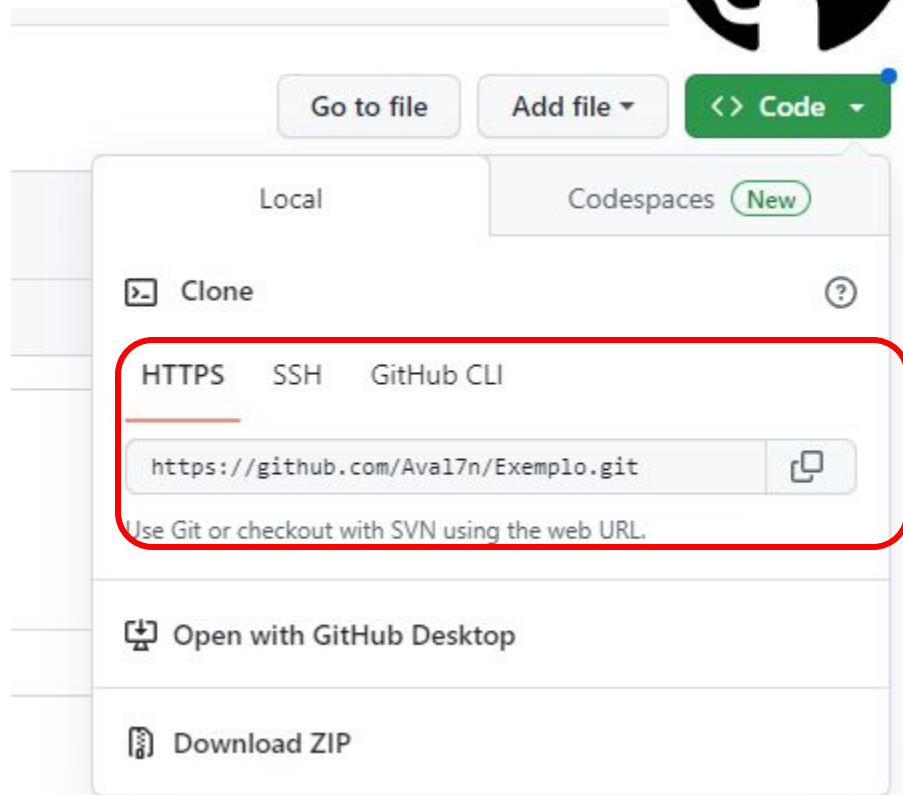 Go to file Add file <> Code
Local Codespaces New
Clone
HTTPS SSH GitHub CLI
https://github.com/Aval7n/Exemplo.git
Use Git or checkout with SVN using the web URL.
Open with GitHub Desktop
Download ZIP